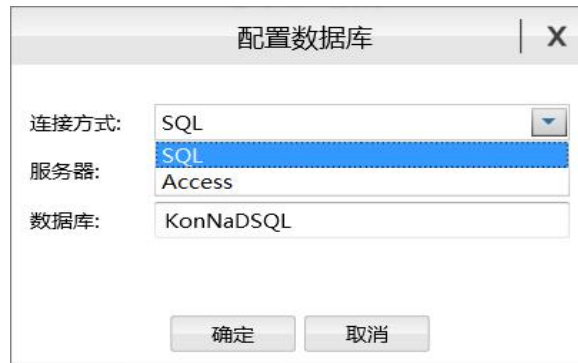 配置数据库 X
连接方式: SQL
SQL
服务器:
Access
数据库: KonNaDSQL
确定 取消